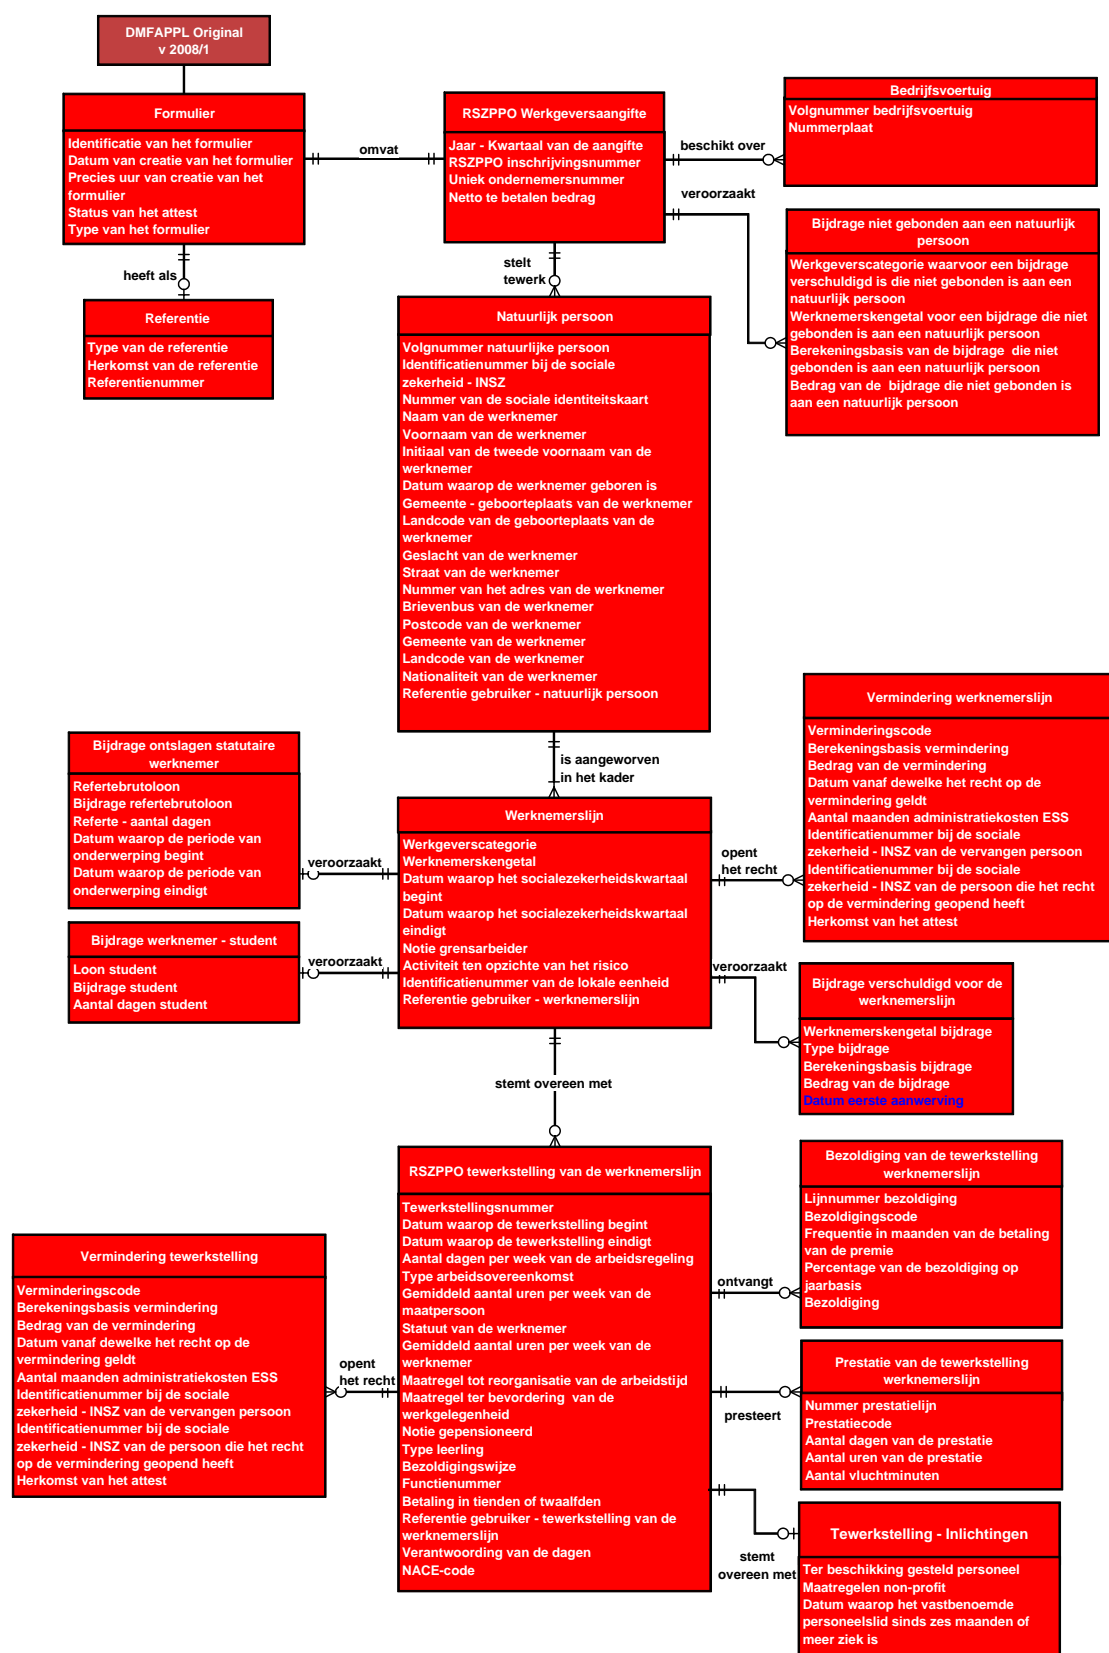 DMFAPPL Original
v 2008/1
Formulier
Identificatie van het formulier
Datum van creatie van het formulier
Precies uur van creatie van het
formulier
Status van het attest
Type van het formulier
omvat
RSZPPO Werkgeversaangifte
Jaar - Kwartaal van de aangifte
RSZPPO inschrijvingsnummer
Uniek ondernemersnummer
Netto te betalen bedrag
beschikt over
Bedrijfsvoertuig
Volgnummer bedrijfsvoertuig
Nummerplaat
veroorzaakt
Bijdrage niet gebonden aan een natuurlijk
persoon
Werkgeverscategorie waarvoor een bijdrage
verschuldigd is die niet gebonden is aan een
natuurlijk persoon
Werknemerskengetal voor een bijdrage die niet
gebonden is aan een natuurlijk persoon
Berekeningsbasis van de bijdrage  die niet
gebonden is aan een natuurlijk persoon
Bedrag van de  bijdrage die niet gebonden is
aan een natuurlijk persoon
heeft als
Referentie
Type van de referentie
Herkomst van de referentie
Referentienummer
stelt
tewerk
Natuurlijk persoon
Volgnummer natuurlijke persoon
Identificatienummer bij de sociale
zekerheid - INSZ
Nummer van de sociale identiteitskaart
Naam van de werknemer
Voornaam van de werknemer
Initiaal van de tweede voornaam van de
werknemer
Datum waarop de werknemer geboren is
Gemeente - geboorteplaats van de werknemer
Landcode van de geboorteplaats van de
werknemer
Geslacht van de werknemer
Straat van de werknemer
Nummer van het adres van de werknemer
Brievenbus van de werknemer
Postcode van de werknemer
Gemeente van de werknemer
Landcode van de werknemer
Nationaliteit van de werknemer
Referentie gebruiker - natuurlijk persoon
is aangeworven
in het kader
Bijdrage ontslagen statutaire
werknemer
Refertebrutoloon
Bijdrage refertebrutoloon
Referte - aantal dagen
Datum waarop de periode van
onderwerping begint
Datum waarop de periode van
onderwerping eindigt
veroorzaakt
Bijdrage werknemer - student
Loon student
Bijdrage student
Aantal dagen student
veroorzaakt
Werknemerslijn
Werkgeverscategorie
Werknemerskengetal
Datum waarop het socialezekerheidskwartaal
begint
Datum waarop het socialezekerheidskwartaal
eindigt
Notie grensarbeider
Activiteit ten opzichte van het risico
Identificatienummer van de lokale eenheid
Referentie gebruiker - werknemerslijn
opent
het recht
Vermindering werknemerslijn
Verminderingscode
Berekeningsbasis vermindering
Bedrag van de vermindering
Datum vanaf dewelke het recht op de
vermindering geldt
Aantal maanden administratiekosten ESS
Identificatienummer bij de sociale
zekerheid - INSZ van de vervangen persoon
Identificatienummer bij de sociale
zekerheid - INSZ van de persoon die het recht
op de vermindering geopend heeft
Herkomst van het attest
veroorzaakt
Bijdrage verschuldigd voor de
werknemerslijn
Werknemerskengetal bijdrage
Type bijdrage
Berekeningsbasis bijdrage
Bedrag van de bijdrage
Datum eerste aanwerving
stemt overeen met
RSZPPO tewerkstelling van de werknemerslijn
Tewerkstellingsnummer
Datum waarop de tewerkstelling begint
Datum waarop de tewerkstelling eindigt
Aantal dagen per week van de arbeidsregeling
Type arbeidsovereenkomst
Gemiddeld aantal uren per week van de
maatpersoon
Statuut van de werknemer
Gemiddeld aantal uren per week van de
werknemer
Maatregel tot reorganisatie van de arbeidstijd
Maatregel ter bevordering  van de
werkgelegenheid
Notie gepensioneerd
Type leerling
Bezoldigingswijze
Functienummer
Betaling in tienden of twaalfden
Referentie gebruiker - tewerkstelling van de
werknemerslijn
Verantwoording van de dagen
NACE-code
opent
het recht
Vermindering tewerkstelling
Verminderingscode
Berekeningsbasis vermindering
Bedrag van de vermindering
Datum vanaf dewelke het recht op de
vermindering geldt
Aantal maanden administratiekosten ESS
Identificatienummer bij de sociale
zekerheid - INSZ van de vervangen persoon
Identificatienummer bij de sociale
zekerheid - INSZ van de persoon die het recht
op de vermindering geopend heeft
Herkomst van het attest
ontvangt
Bezoldiging van de tewerkstelling
werknemerslijn
Lijnnummer bezoldiging
Bezoldigingscode
Frequentie in maanden van de betaling
van de premie
Percentage van de bezoldiging op
jaarbasis
Bezoldiging
presteert
Prestatie van de tewerkstelling
werknemerslijn
Nummer prestatielijn
Prestatiecode
Aantal dagen van de prestatie
Aantal uren van de prestatie
Aantal vluchtminuten
stemt
overeen met
Tewerkstelling - Inlichtingen
Ter beschikking gesteld personeel
Maatregelen non-profit
Datum waarop het vastbenoemde
personeelslid sinds zes maanden of
meer ziek is